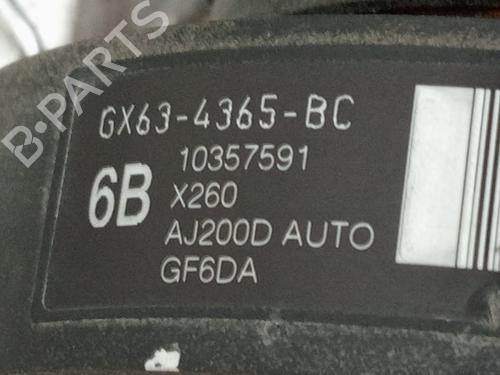 B-PARTS
GX63-4365-BC
10357591
6B X260
AJ200D AUTO
GF6DA